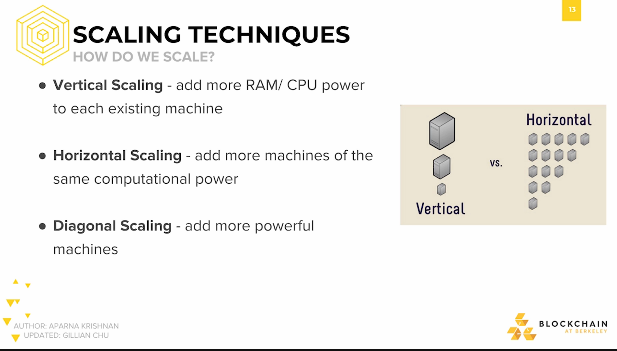 13
SCALING TECHNIQUES
HOW DO WE SCALE?
● Vertical Scaling - add more RAM/ CPU power
to each existing machine
● Horizontal Scaling - add more machines of the
same computational power
● Diagonal Scaling - add more powerful
machines
Horizontal
vs.
Vertical
AUTHOR: APARNA KRISHNAN
UPDATED: GILLIAN CHU
BLOCKCHAIN
AT BERKELEY